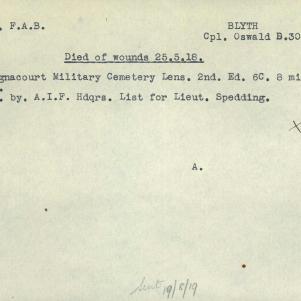 . F.A.B. BLYTH
Cpl. Oswald B.30
Died of wounds 25.5.18.
gnacourt Military Cemetery Lens. 2nd. Ed. 6C. 8 mi
. by. A.I.F. Hdqrs. List for Lieut. Spedding.
A.
Sent 19/8/19